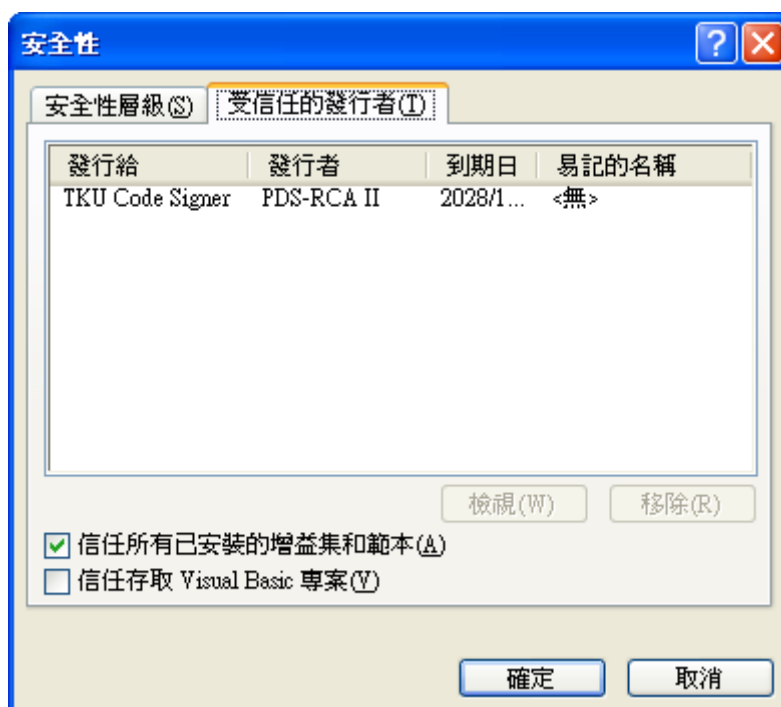 安全性
安全性層級(S) 受信任的發行者(T)
發行給 發行者 到期日 易記的名稱
TKU Code Signer PDS-RCA II 2028/1... <無>
檢視(W) 移除(R)
信任所有已安裝的增益集和範本(A)
信任存取 Visual Basic 專案(V)
確定 取消